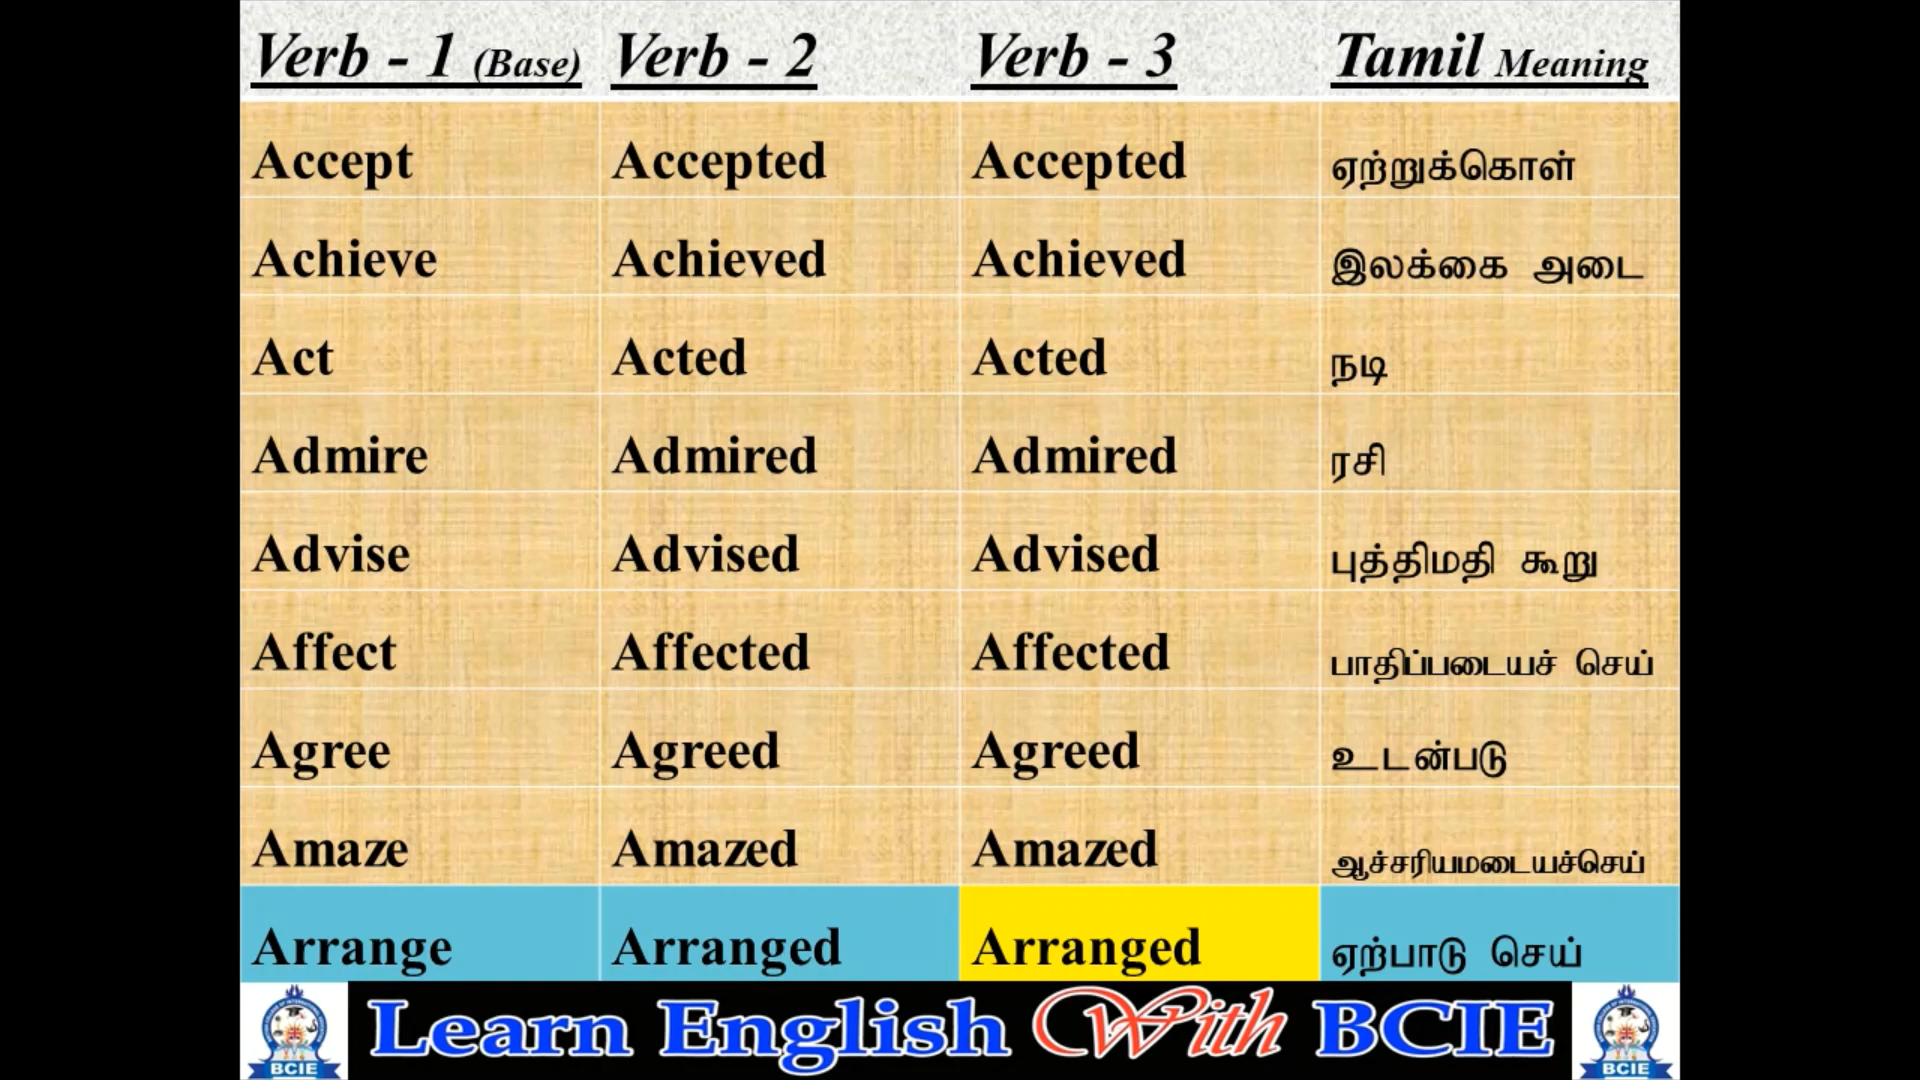 Verb - 1 (Base) Verb - 2 Verb - 3 Tamil Meaning
Accept Accepted Accepted ஏற்றுக்கொள்
Achieve Achieved Achieved இலக்கை அடை
Act Acted Acted நடி
Admire Admired Admired ரசி
Advise Advised Advised புத்திமதி கூறு
Affect Affected Affected பாதிப்படையச் செய்
Agree Agreed Agreed உடன்படு
Amaze Amazed Amazed ஆச்சரியமடையச்செய்
Arrange Arranged Arranged ஏற்பாடு செய்
BCIE Learn English With BCIE BCIE